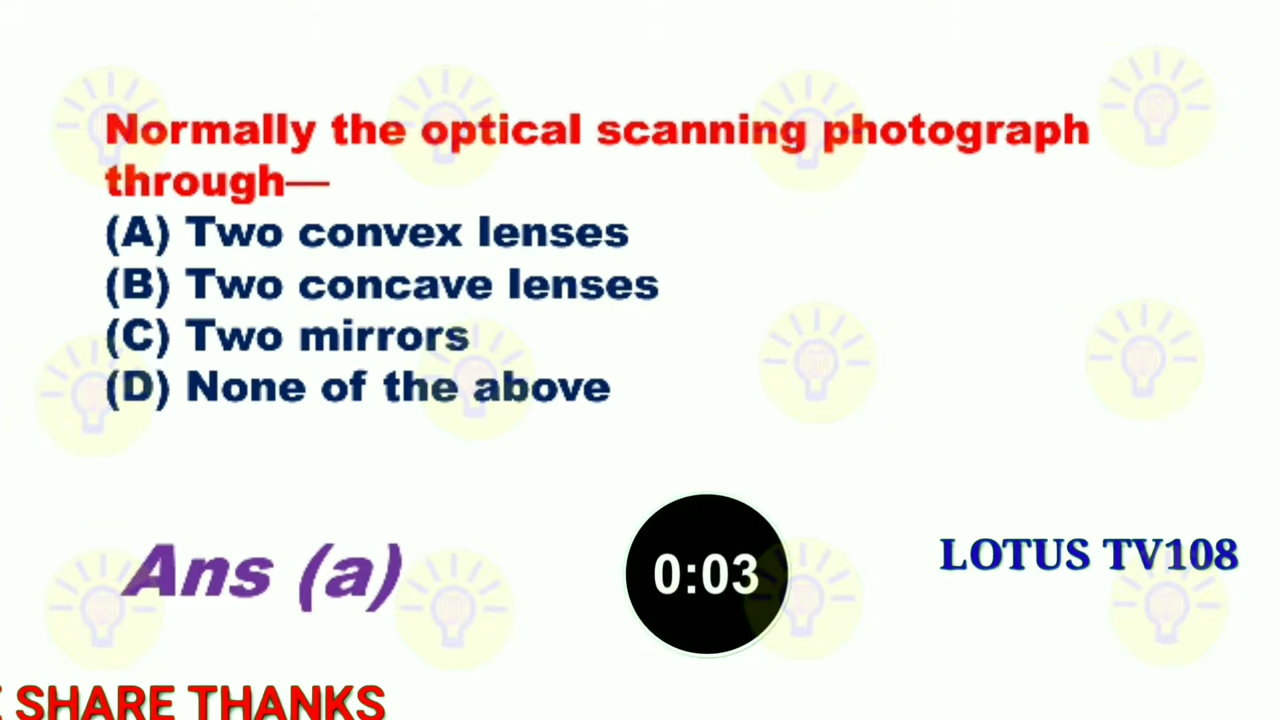 Normally the optical scanning photograph
through—
(A) Two convex lenses
(B) Two concave lenses
(C) Two mirrors
(D) None of the above
Ans (a)
0:03
LOTUS TV108
SHARE THANKS